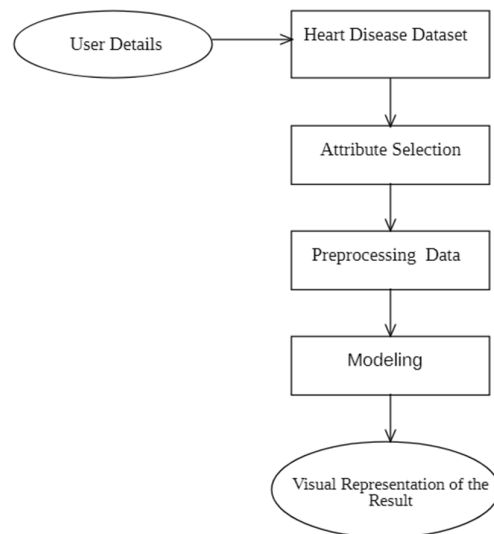 User Details
Heart Disease Dataset
Attribute Selection
Preprocessing Data
Modeling
Visual Representation of the
Result